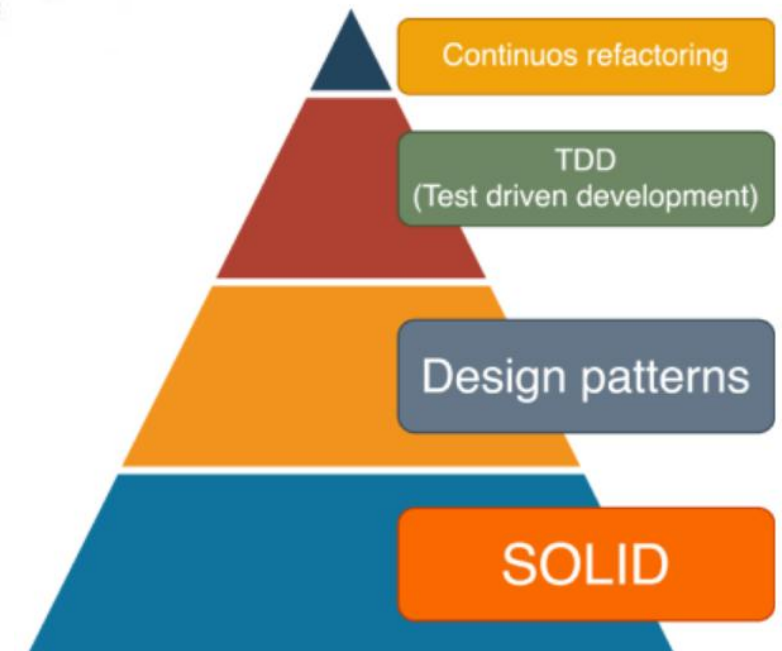 Continuos refactoring
TDD
(Test driven development)
Design patterns
SOLID